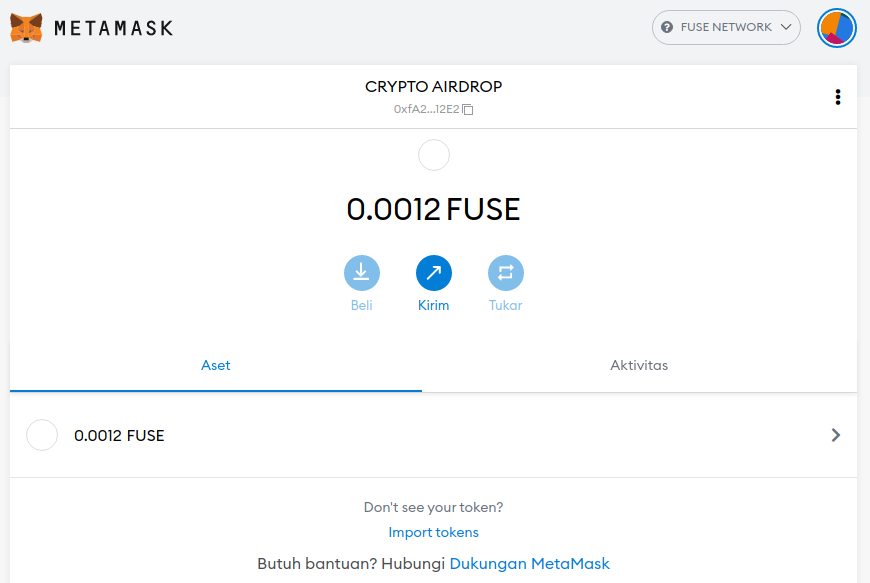 METAMASK
FUSE NETWORK
CRYPTO AIRDROP
0xfA2...12E2
0.0012 FUSE
Beli Kirim Tukar
Aset Aktivitas
0.0012 FUSE
Don't see your token?
Import tokens
Butuh bantuan? Hubungi Dukungan MetaMask